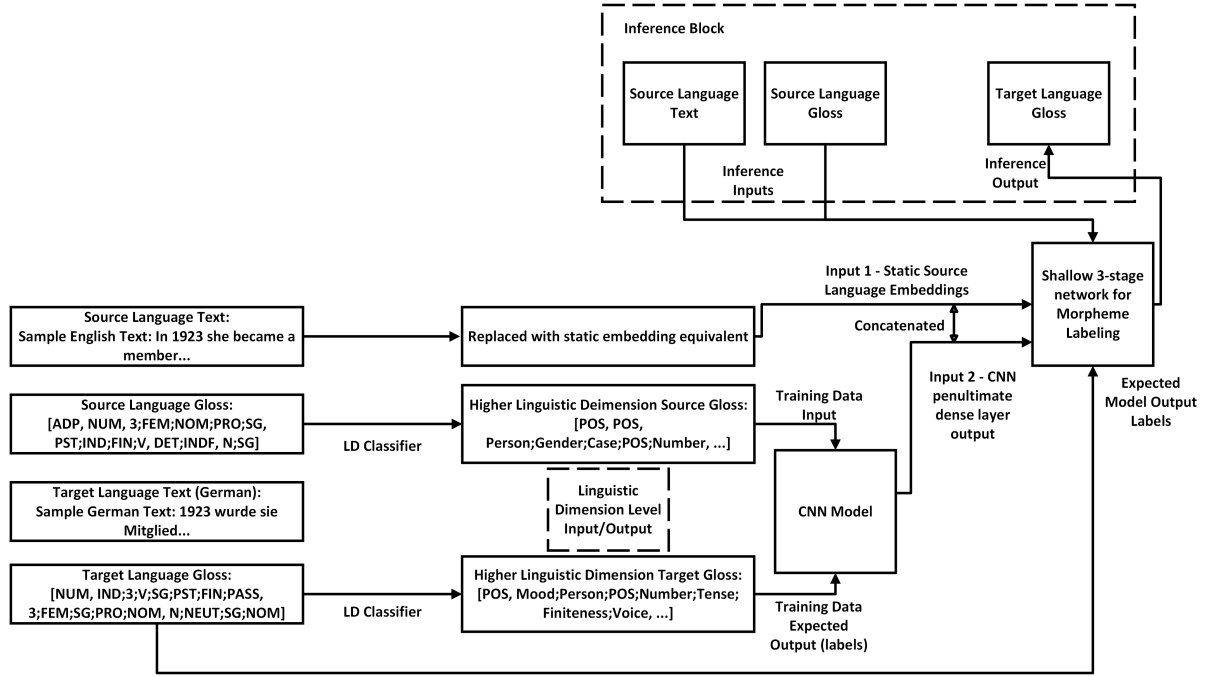 Inference Block
Source Language
Text
Source Language
Gloss
Target Language
Gloss
Inference
Inputs
Inference
Output
Source Language Text:
Sample English Text: In 1923 she became a
member...
Replaced with static embedding equivalent
Input 1 - Static Source
Language Embeddings
Concatenated
Shallow 3-stage
network for
Morpheme
Labeling
Source Language Gloss:
[ADP, NUM, 3;FEM;NOM;PRO;SG,
PST;IND;FIN;V, DET;INDF, N;SG]
LD Classifier
Higher Linguistic Deimension Source Gloss:
[POS, POS,
Person;Gender;Case;POS;Number, ...]
Training Data
Input
Input 2 - CNN
penultimate
dense layer
output
Expected
Model Output
Labels
Target Language Text (German):
Sample German Text: 1923 wurde sie
Mitglied...
Linguistic
Dimension Level
Input/Output
CNN Model
Target Language Gloss:
[NUM, IND;3;V;SG;PST;FIN;PASS,
3;FEM;SG;PRO;NOM, N;NEUT;SG;NOM]
LD Classifier
Higher Linguistic Dimension Target Gloss:
[POS, Mood;Person;POS;Number;Tense;
Finiteness;Voice, ...]
Training Data
Expected
Output (labels)